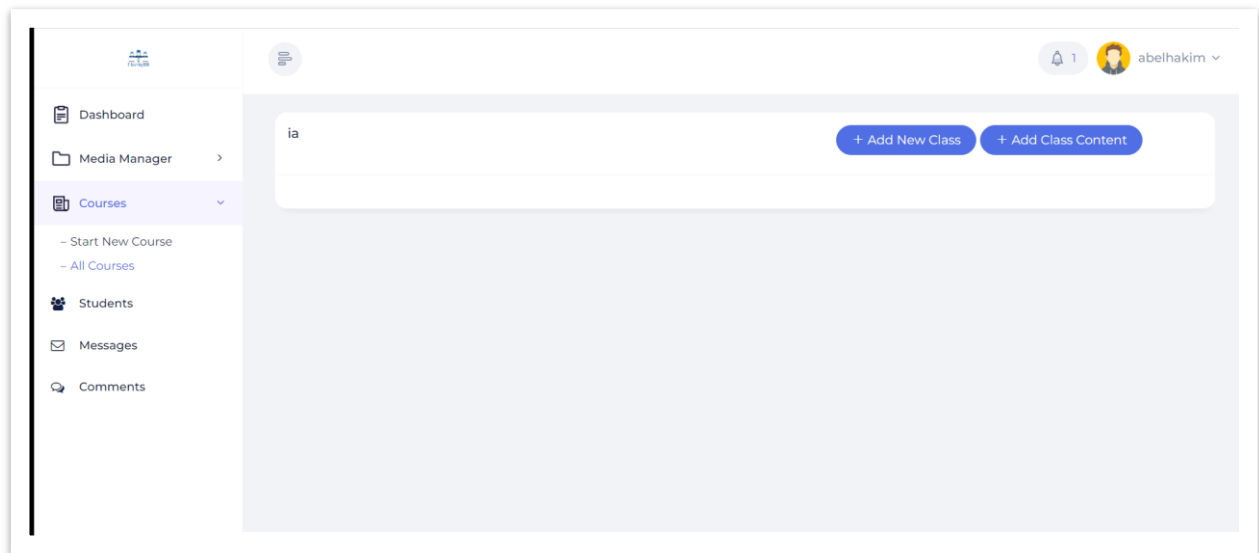 1 abelhakim
Dashboard
Media Manager
Courses
– Start New Course
– All Courses
Students
Messages
Comments
ia
+ Add New Class + Add Class Content